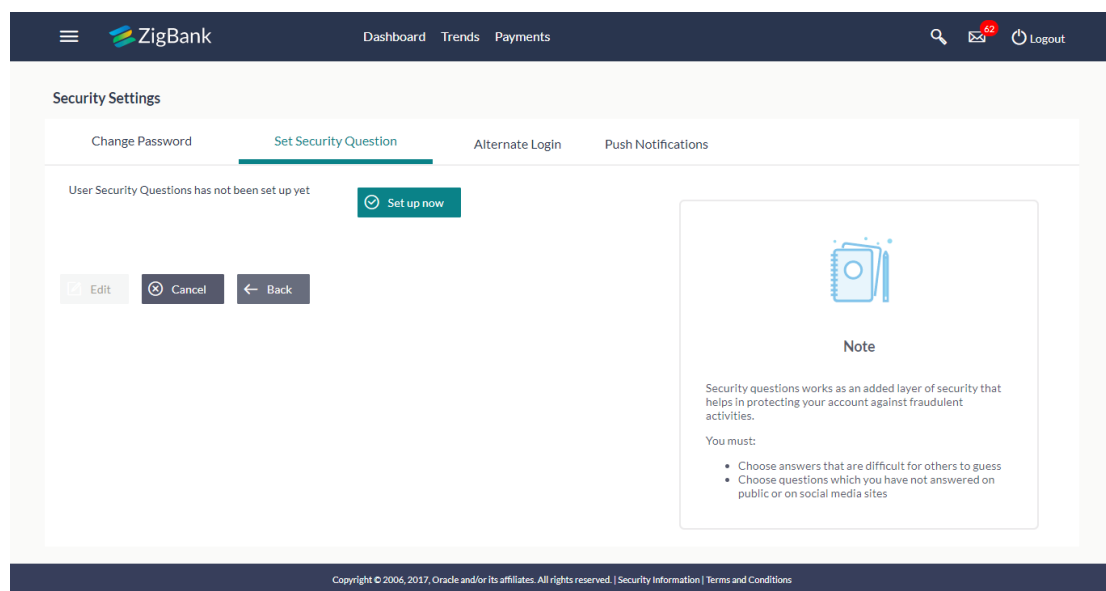 ZigBank
Dashboard Trends Payments
62
Logout
Security Settings
Change Password Set Security Question Alternate Login Push Notifications
User Security Questions has not been set up yet
Set up now
Edit Cancel Back
Note
Security questions works as an added layer of security that
helps in protecting your account against fraudulent
activities.
You must:
• Choose answers that are difficult for others to guess
• Choose questions which you have not answered on
public or on social media sites
Copyright © 2006, 2017, Oracle and/or its affiliates. All rights reserved. | Security Information | Terms and Conditions